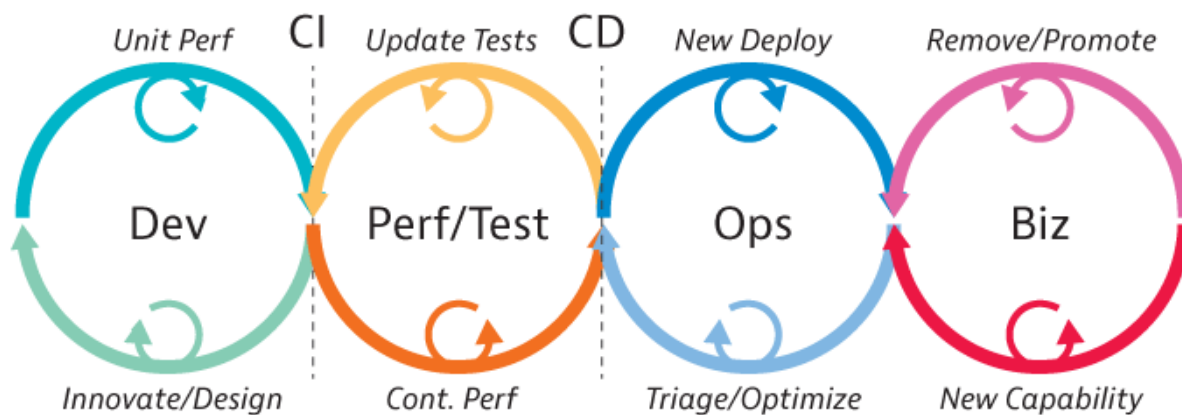 Unit Perf
CI
Update Tests
CD
New Deploy
Remove/Promote
Dev
Perf/Test
Ops
Biz
Innovate/Design
Cont. Perf
Triage/Optimize
New Capability